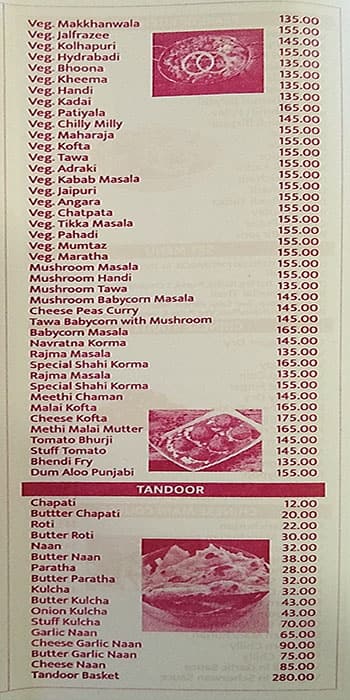 Veg. Makkhanwala 135.00
Veg. Jalfrezee 155.00
Veg. Kolhapuri 145.00
Veg. Hydrabadi 155.00
Veg. Bhoona 135.00
Veg. Kheema 135.00
Veg. Handi 135.00
Veg. Kadai 135.00
Veg. Patiyala 165.00
Veg. Chilly Milly 145.00
Veg. Maharaja 155.00
Veg. Kofta 155.00
Veg. Tawa 155.00
Veg. Adraki 155.00
Veg. Kabab Masala 155.00
Veg. Jaipuri 155.00
Veg. Angara 155.00
Veg. Chatpata 155.00
Veg. Tikka Masala 155.00
Veg. Pahadi 155.00
Veg. Mumtaz 155.00
Veg. Maratha 155.00
Mushroom Masala 155.00
Mushroom Handi 155.00
Mushroom Tawa 135.00
Mushroom Babycorn Masala 145.00
Cheese Peas Curry 145.00
Tawa Babycorn with Mushroom 145.00
Babycorn Masala 165.00
Navratna Korma 145.00
Rajma Masala 135.00
Special Shahi Korma 165.00
Rajma Masala 135.00
Special Shahi Korma 155.00
Meethi Chaman 145.00
Malai Kofta 165.00
Cheese Kofta 175.00
Methi Malai Mutter 165.00
Tomato Bhurji 145.00
Stuff Tomato 145.00
Bhendi Fry 135.00
Dum Aloo Punjabi 155.00
TANDOOR
Chapati 12.00
Buttter Chapati 20.00
Roti 22.00
Butter Roti 30.00
Naan 32.00
Butter Naan 38.00
Paratha 28.00
Butter Paratha 32.00
Kulcha 32.00
Butter Kulcha 43.00
Onion Kulcha 43.00
Stuff Kulcha 70.00
Garlic Naan 65.00
Cheese Garlic Naan 90.00
Butter Garlic Naan 75.00
Cheese Naan 85.00
Tandoor Basket 280.00